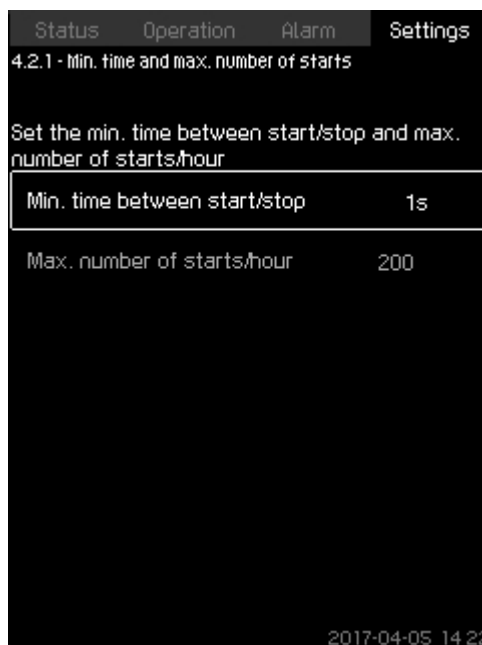 Status Operation Alarm Settings
4.2.1 - Min. time and max. number of starts
Set the min. time between start/stop and max.
number of starts/hour
Min. time between start/stop 1s
Max. number of starts/hour 200
2017-04-05 14:22